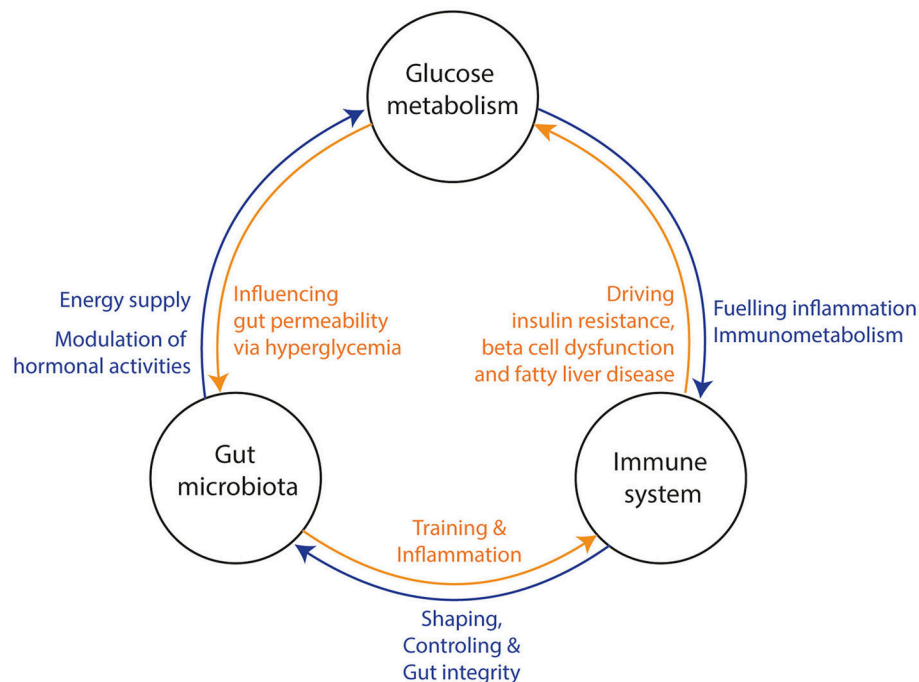 Glucose
metabolism
Energy supply
Modulation of
hormonal activities
Influencing
gut permeability
via hyperglycemia
Driving
insulin resistance,
beta cell dysfunction
and fatty liver disease
Fuelling inflammation
Immunometabolism
Gut
microbiota
Immune
system
Training &
Inflammation
Shaping,
Controling &
Gut integrity